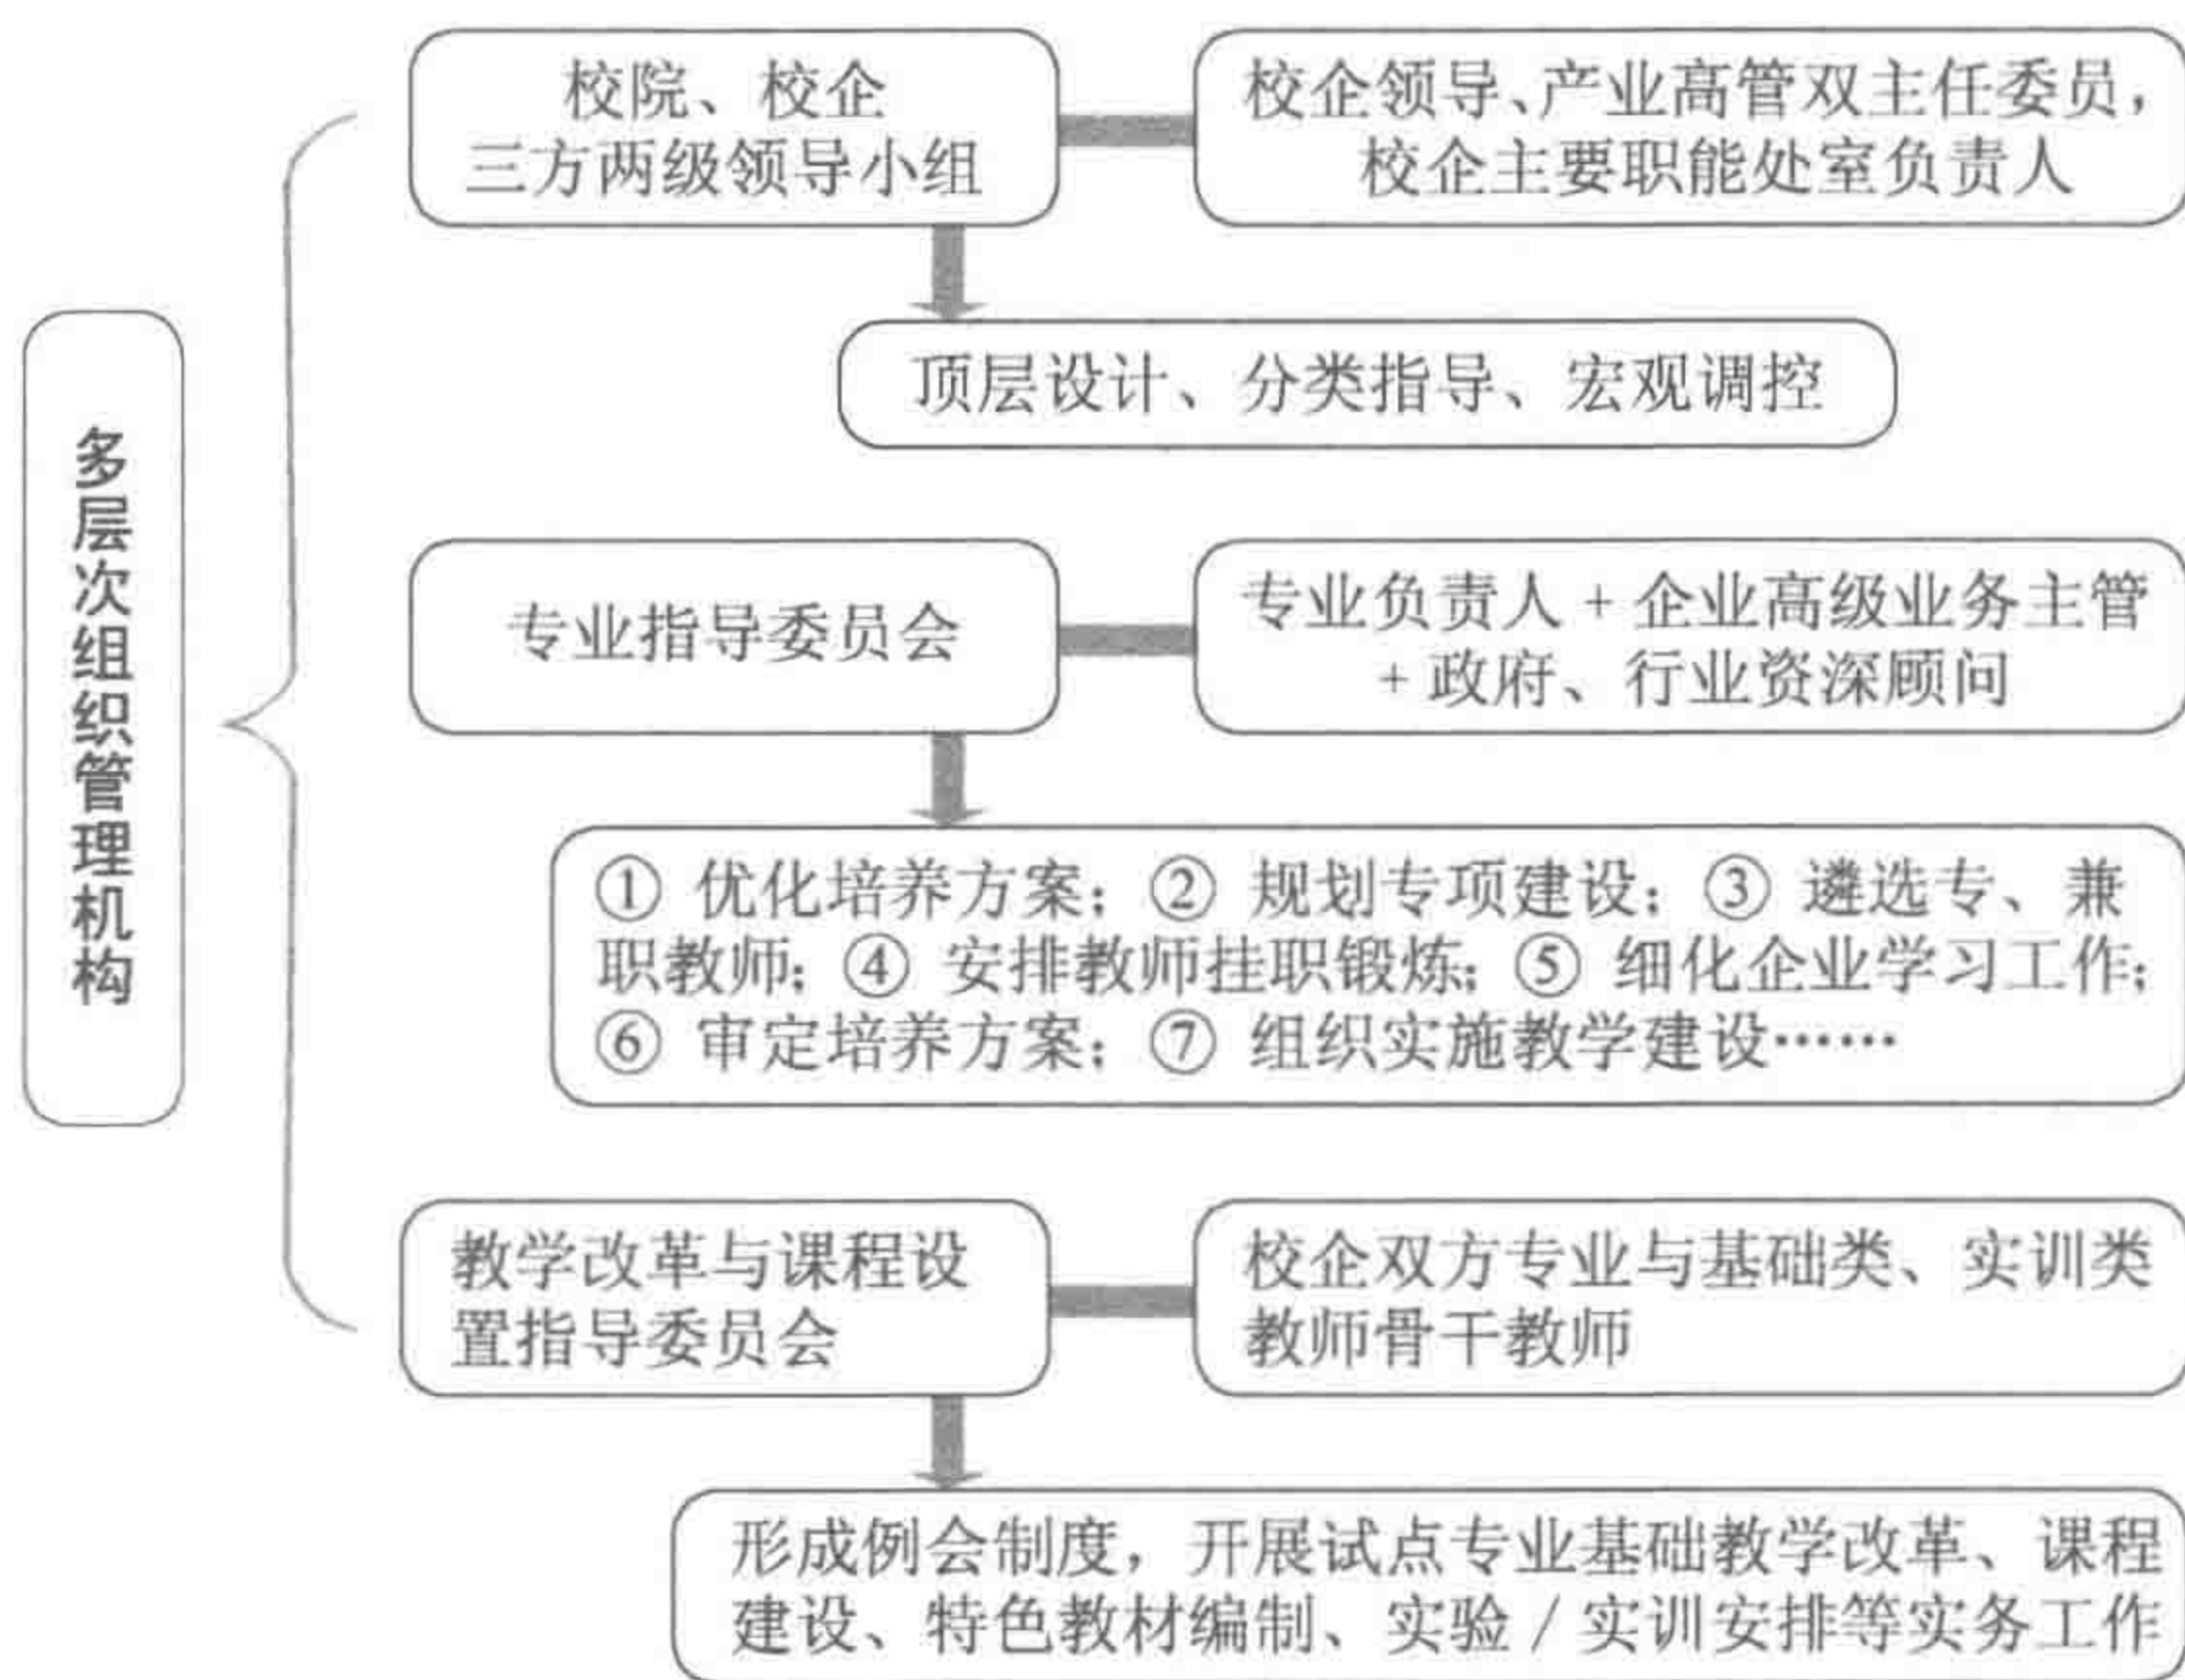 多层次组织管理机构
校院、校企
三方两级领导小组
校企领导、产业高管双主任委员，
校企主要职能处室负责人
顶层设计、分类指导、宏观调控
专业指导委员会
专业负责人 + 企业高级业务主管
+ 政府、行业资深顾问
① 优化培养方案；② 规划专项建设；③ 遴选专、兼
职教师；④ 安排教师挂职锻炼；⑤ 细化企业学习工作；
⑥ 审定培养方案；⑦ 组织实施教学建设……
教学改革与课程设
置指导委员会
校企双方专业与基础类、实训类
教师骨干教师
形成例会制度，开展试点专业基础教学改革、课程
建设、特色教材编制、实验 / 实训安排等实务工作